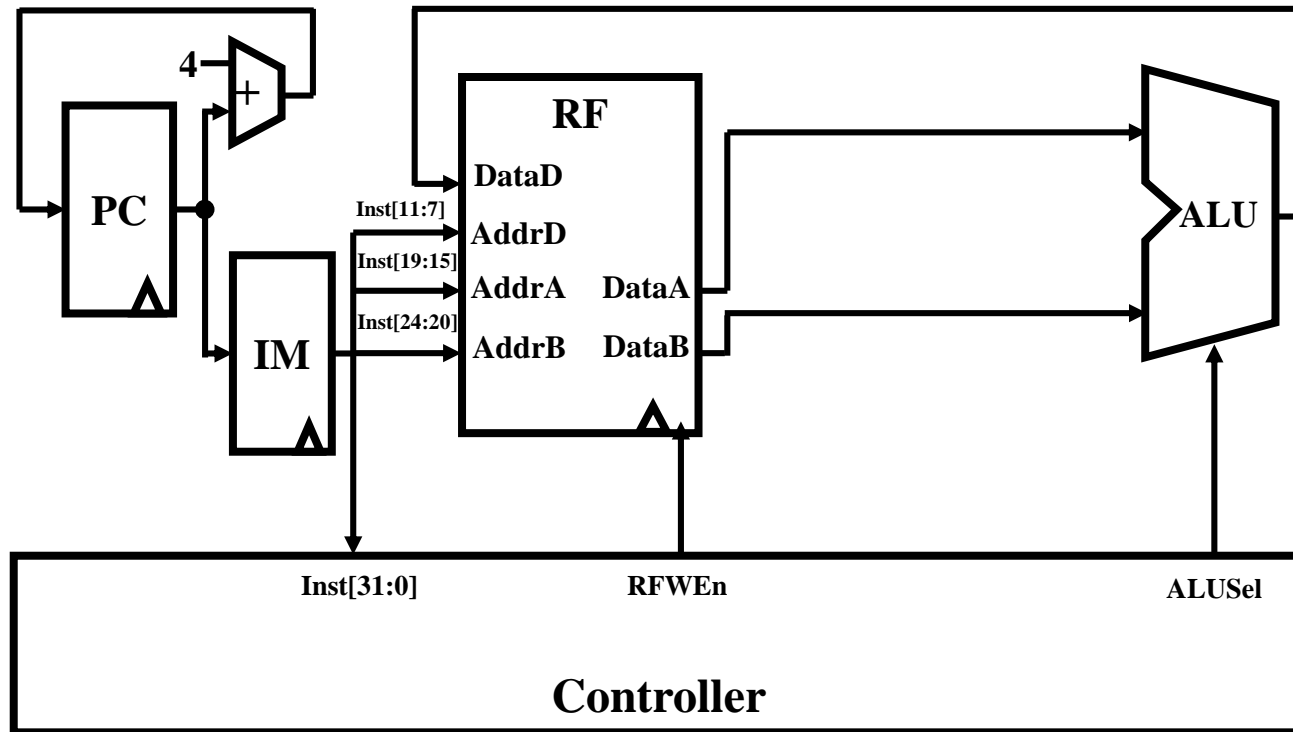 4
+
RF
PC
DataD
Inst[11:7]
AddrD
ALU
Inst[19:15]
AddrA
DataA
Inst[24:20]
IM
AddrB
DataB
Inst[31:0]
RFWEn
ALUSel
Controller